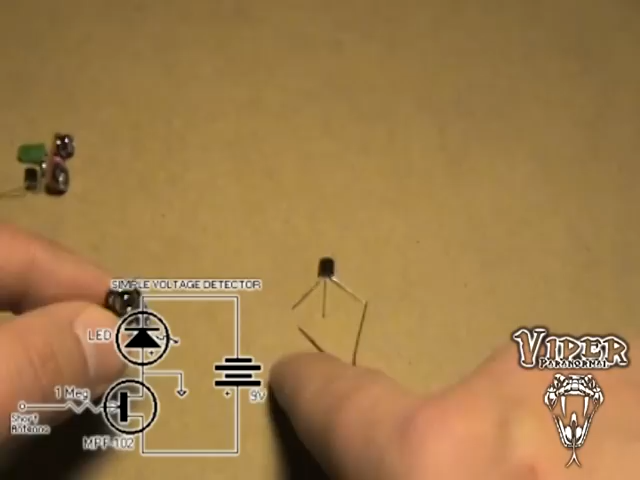 SIMPLE VOLTAGE DETECTOR
LED
1 Meg
9V
Short
Antenna
MPF-102
VIPER
PARANORMAL